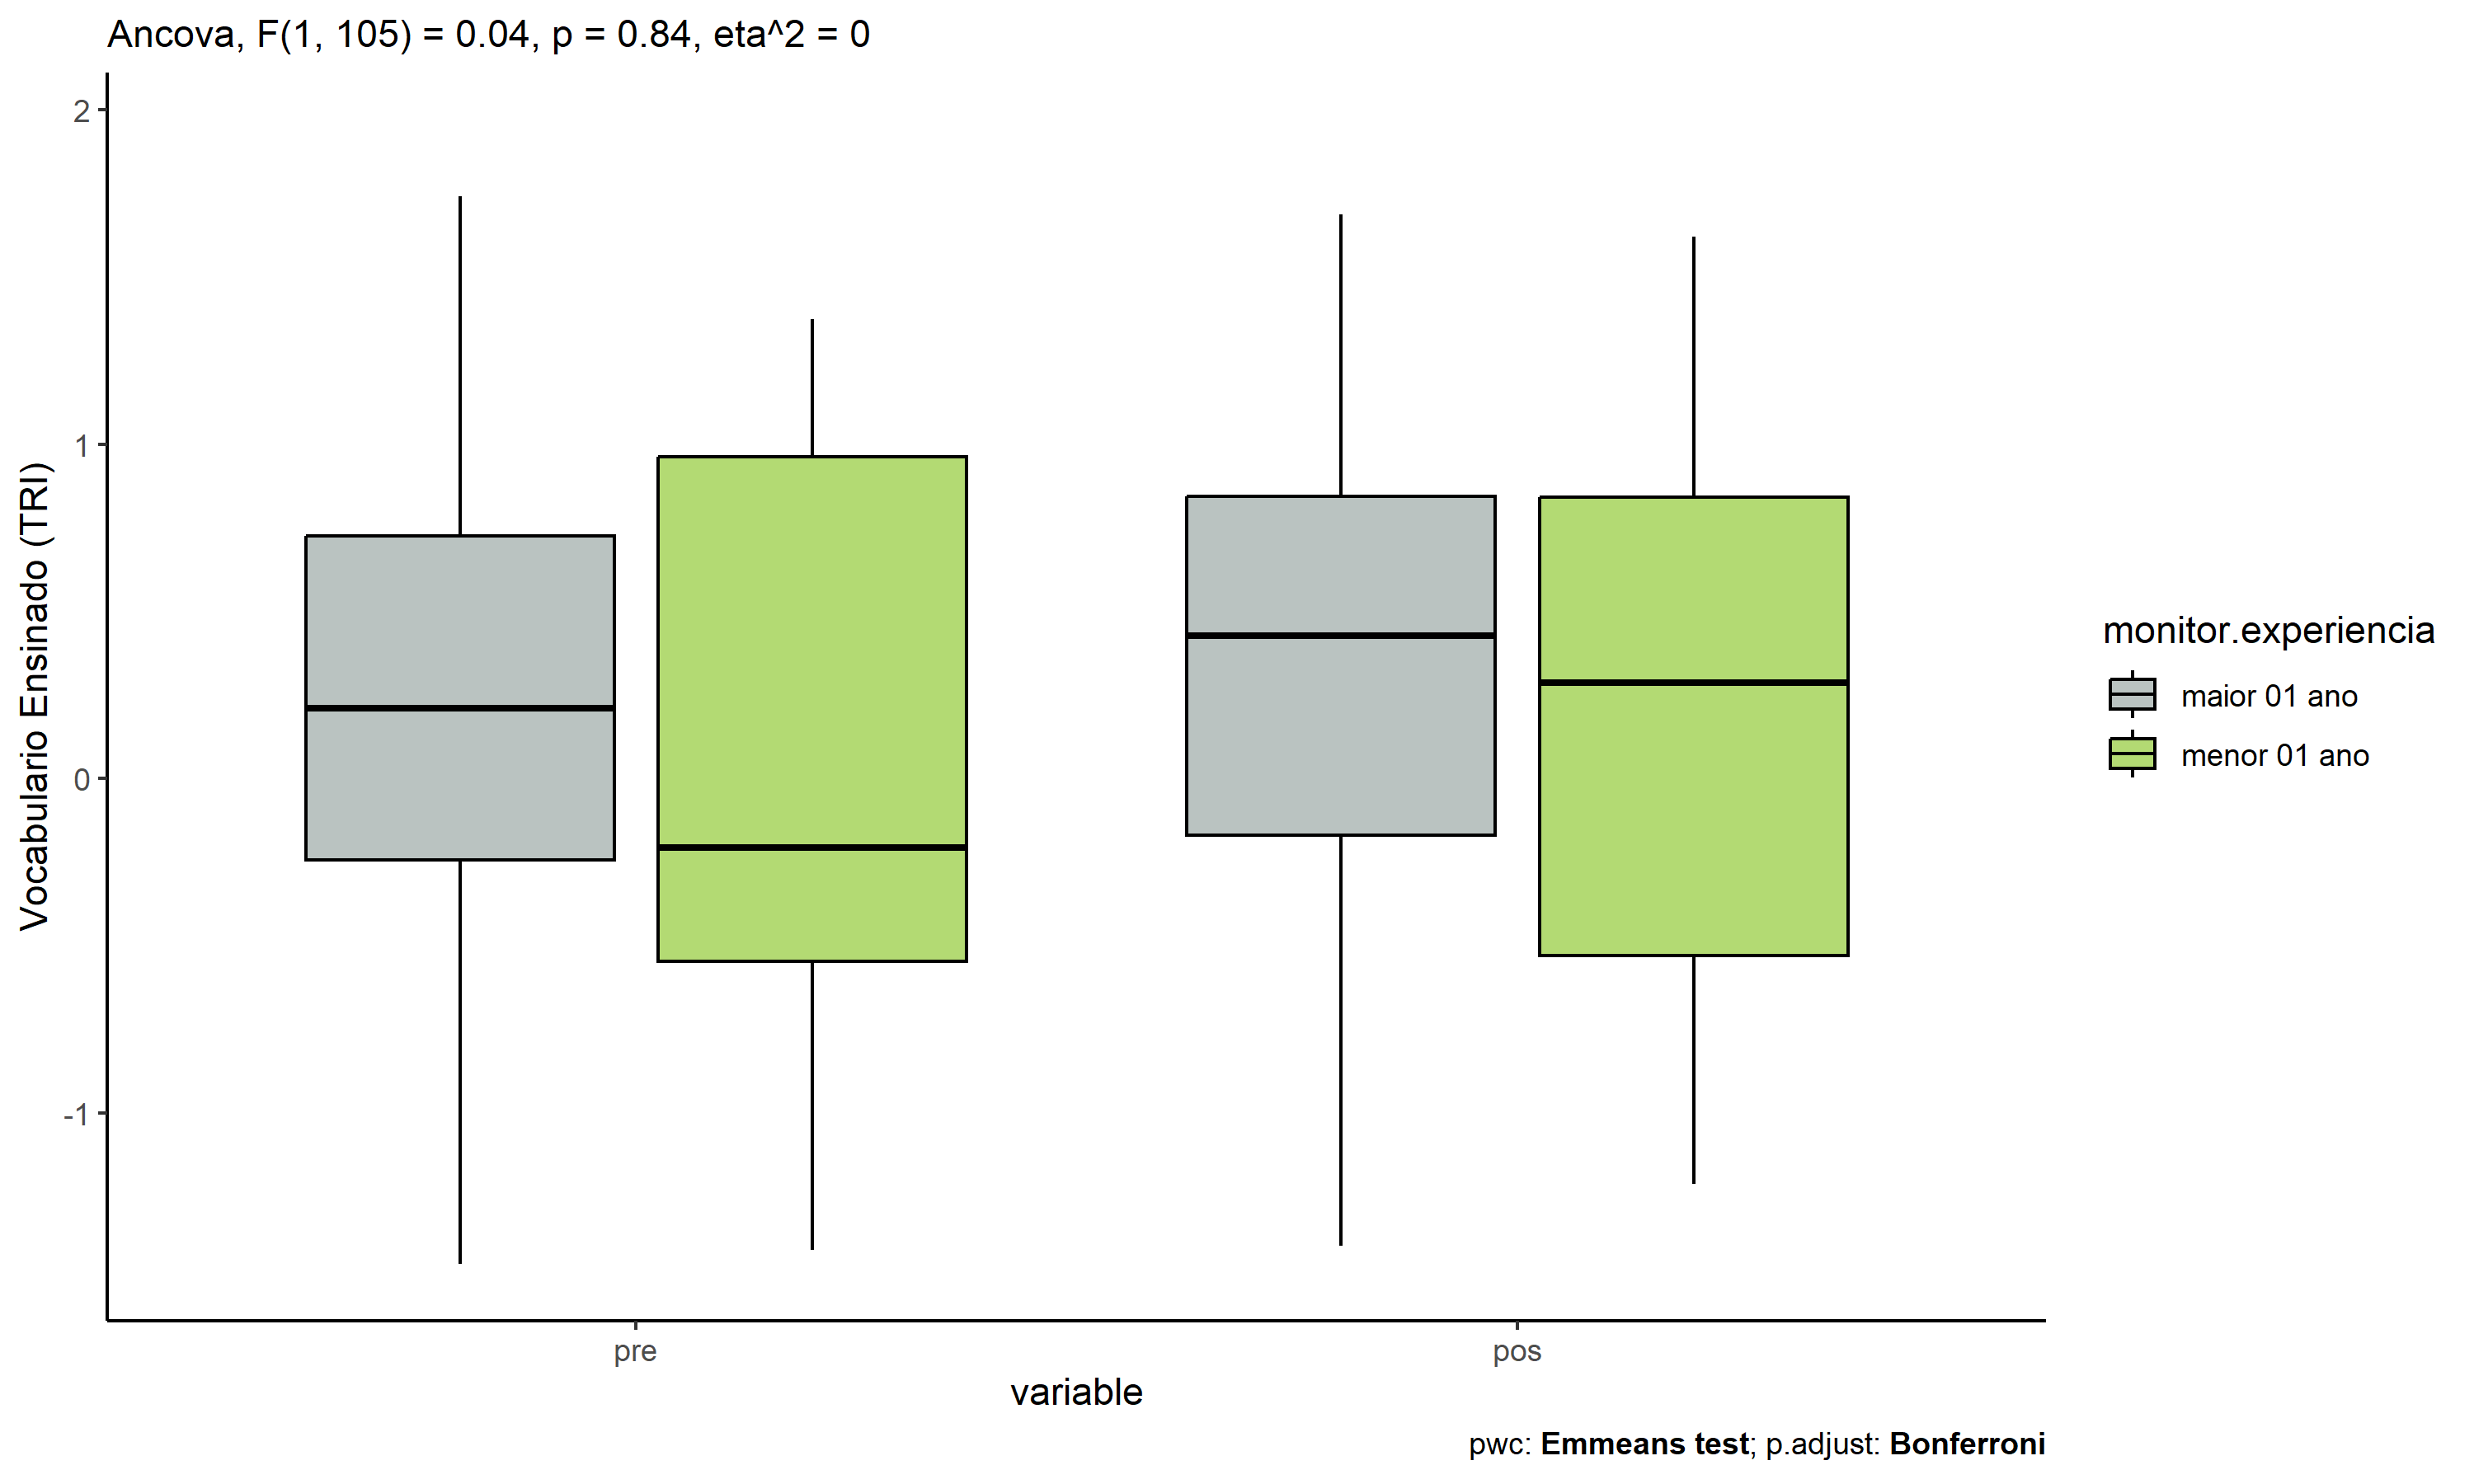 Ancova, F(1, 105) = 0.04, p = 0.84, eta^2 = 0
Vocabulario Ensinado (TRI)
2
1
0
-1
pre
pos
variable
monitor.experiencia
maior 01 ano
menor 01 ano
pwc: Emmeans test; p.adjust: Bonferroni